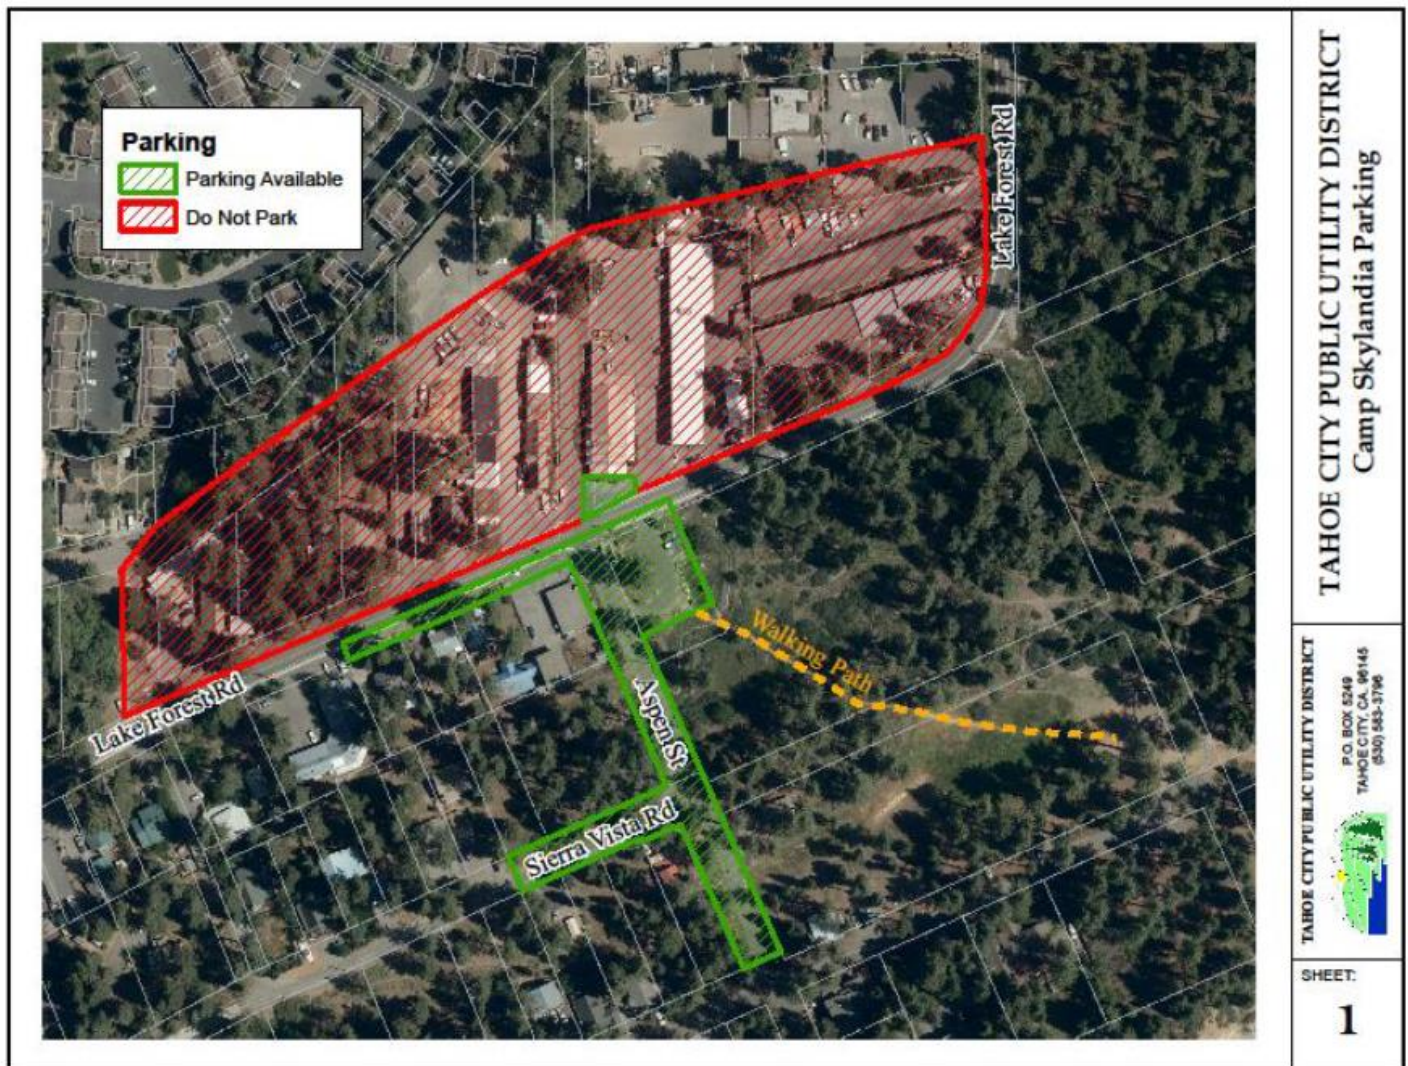 Parking
Parking Available
Do Not Park
Lake Forest Rd
Lake Forest Rd
Walking Path
Aspen St
Sierra Vista Rd
TAHOE CITY PUBLIC UTILITY DISTRICT
Camp Skylandia Parking
TAHOE CITY PUBLIC UTILITY DISTRICT
P.O. BOX 5249
TAHOE CITY, CA. 96145
(530) 583-3796
SHEET:
1